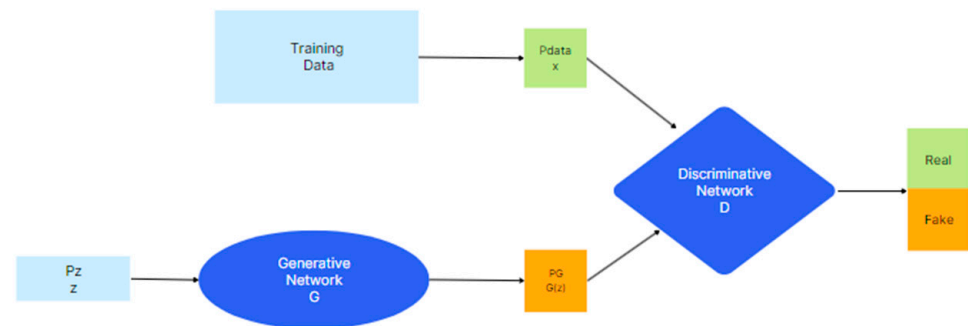 Training
Data
Pdata
x
Discriminative
Network
D
Real
Fake
Pz
z
Generative
Network
G
PG
G(z)